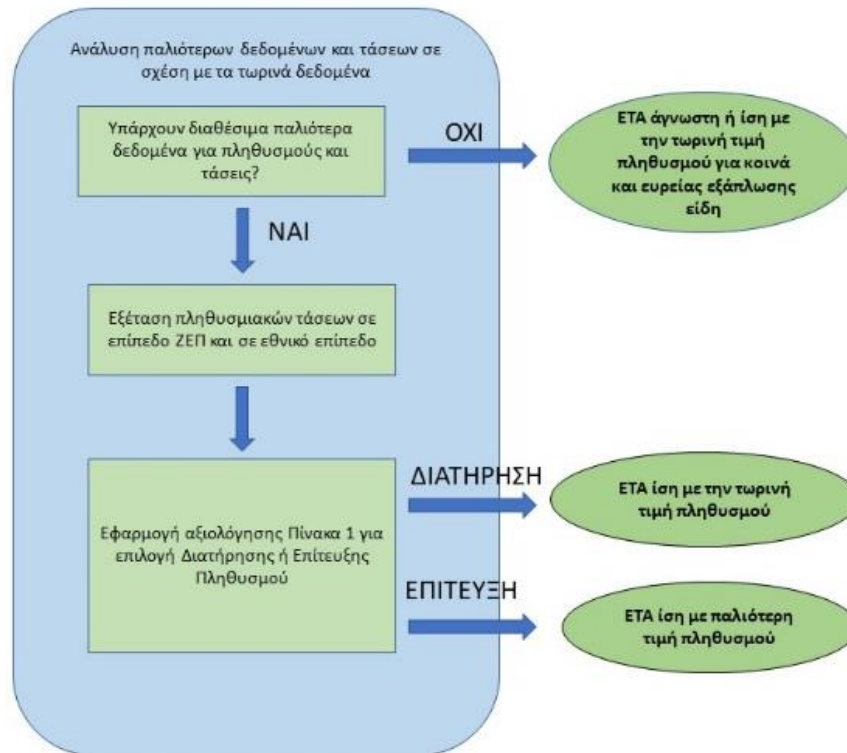 Ανάλυση παλιότερων δεδομένων και τάσεων σε
σχέση με τα τωρινά δεδομένα
Υπάρχουν διαθέσιμα παλιότερα
δεδομένα για πληθυσμούς και
τάσεις?
ΟΧΙ
ΕΤΑ άγνωστη ή ίση με
την τωρινή τιμή
πληθυσμού για κοινά
και ευρείας εξάπλωσης
είδη
ΝΑΙ
Εξέταση πληθυσμιακών τάσεων σε
επίπεδο ΖΕΠ και σε εθνικό επίπεδο
Εφαρμογή αξιολόγησης Πίνακα 1 για
επιλογή Διατήρησης ή Επίτευξης
Πληθυσμού
ΔΙΑΤΗΡΗΣΗ
ΕΤΑ ίση με την τωρινή
τιμή πληθυσμού
ΕΠΙΤΕΥΞΗ
ΕΤΑ ίση με παλιότερη
τιμή πληθυσμού